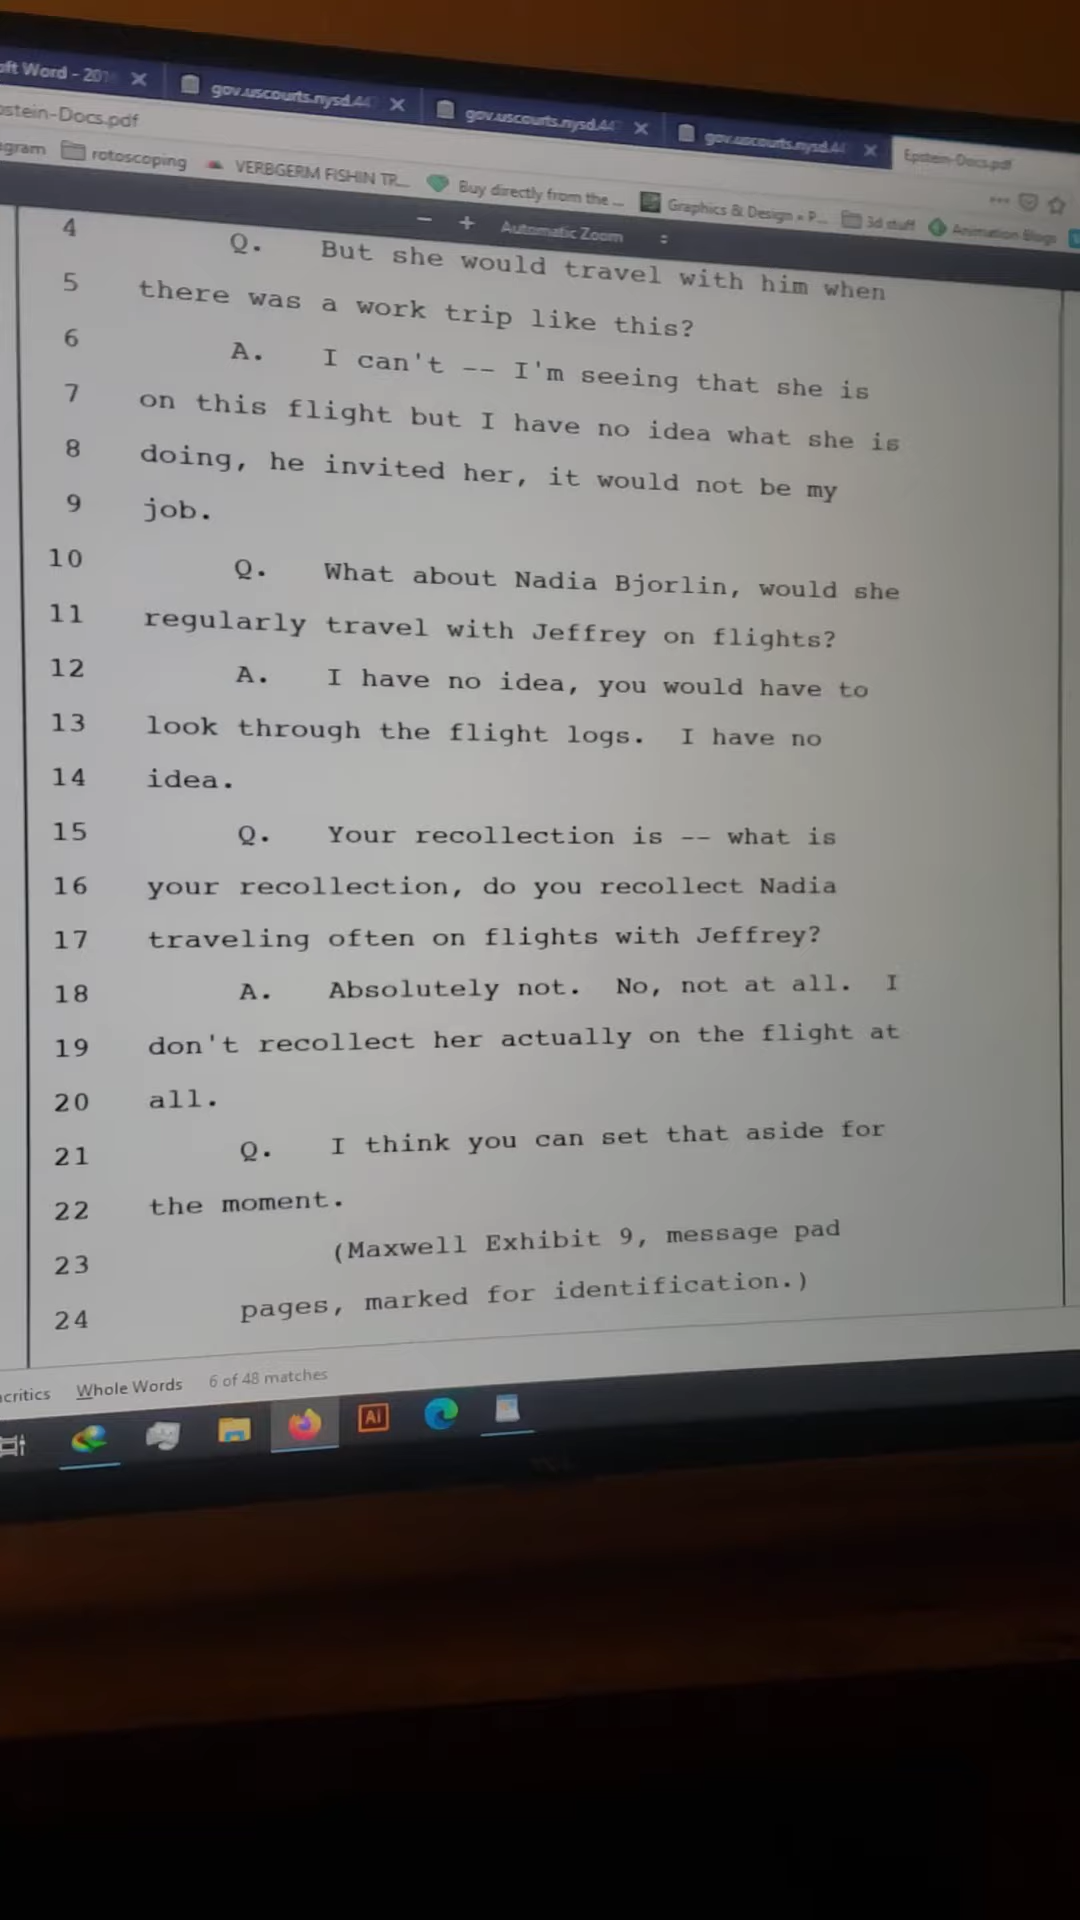 oft Word - 201
gov.uscourts.nysd.44
gov.uscourts.nysd.44
gov.uscourts.nysd.44
Epstein-Docs.pdf
pstein-Docs.pdf
agram rotoscoping VERBGERM FISHIN TR... Buy directly from the ... Graphics & Design » P... 3d stuff Animation Blogs
− + Automatic Zoom
4 Q. But she would travel with him when
5 there was a work trip like this?
6 A. I can't -- I'm seeing that she is
7 on this flight but I have no idea what she is
8 doing, he invited her, it would not be my
9 job.
10 Q. What about Nadia Bjorlin, would she
11 regularly travel with Jeffrey on flights?
12 A. I have no idea, you would have to
13 look through the flight logs. I have no
14 idea.
15 Q. Your recollection is -- what is
16 your recollection, do you recollect Nadia
17 traveling often on flights with Jeffrey?
18 A. Absolutely not. No, not at all. I
19 don't recollect her actually on the flight at
20 all.
21 Q. I think you can set that aside for
22 the moment.
23 (Maxwell Exhibit 9, message pad
24 pages, marked for identification.)
acritics Whole Words 6 of 48 matches
Ai